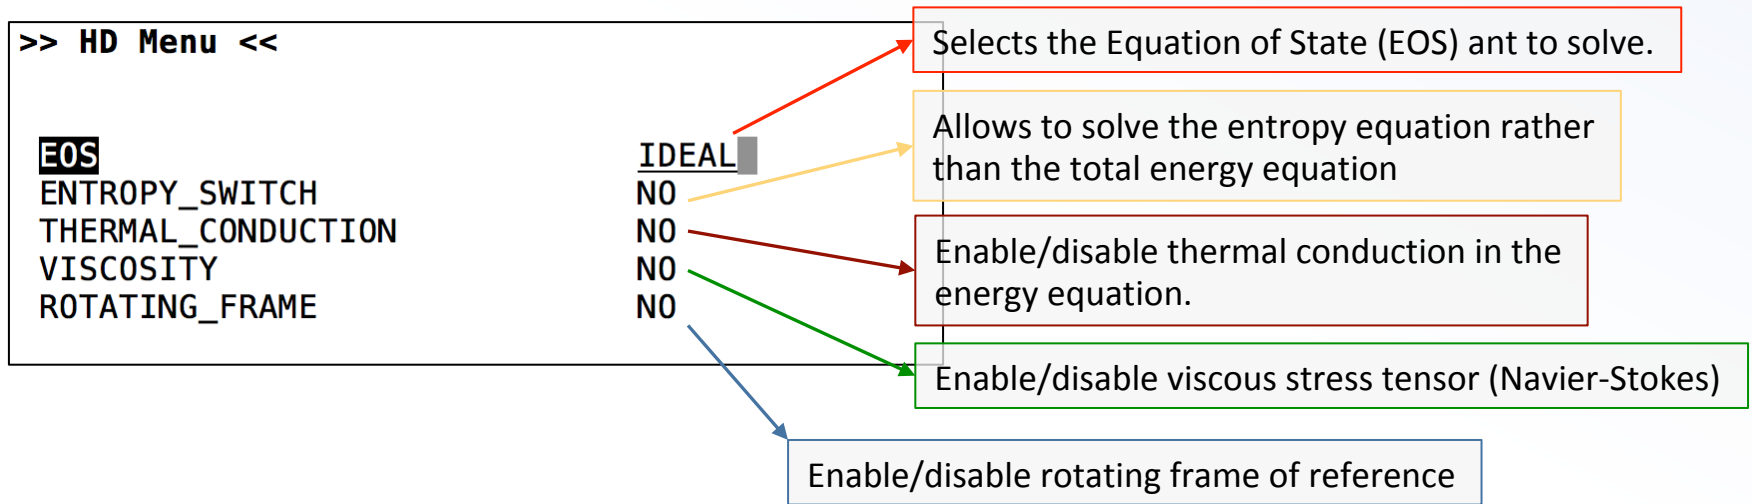 >> HD Menu <<
Selects the Equation of State (EOS) ant to solve.
EOS IDEAL
Allows to solve the entropy equation rather
than the total energy equation
ENTROPY_SWITCH NO
THERMAL_CONDUCTION NO
Enable/disable thermal conduction in the
energy equation.
VISCOSITY NO
ROTATING_FRAME NO
Enable/disable viscous stress tensor (Navier-Stokes)
Enable/disable rotating frame of reference